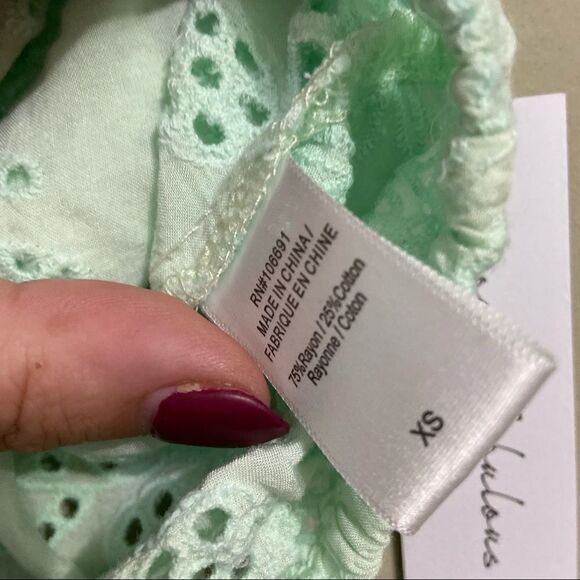 RN#106691
MADE IN CHINA/
FABRIQUE EN CHINE
75%Rayon / 25%Cotton
Rayonne / Coton
XS